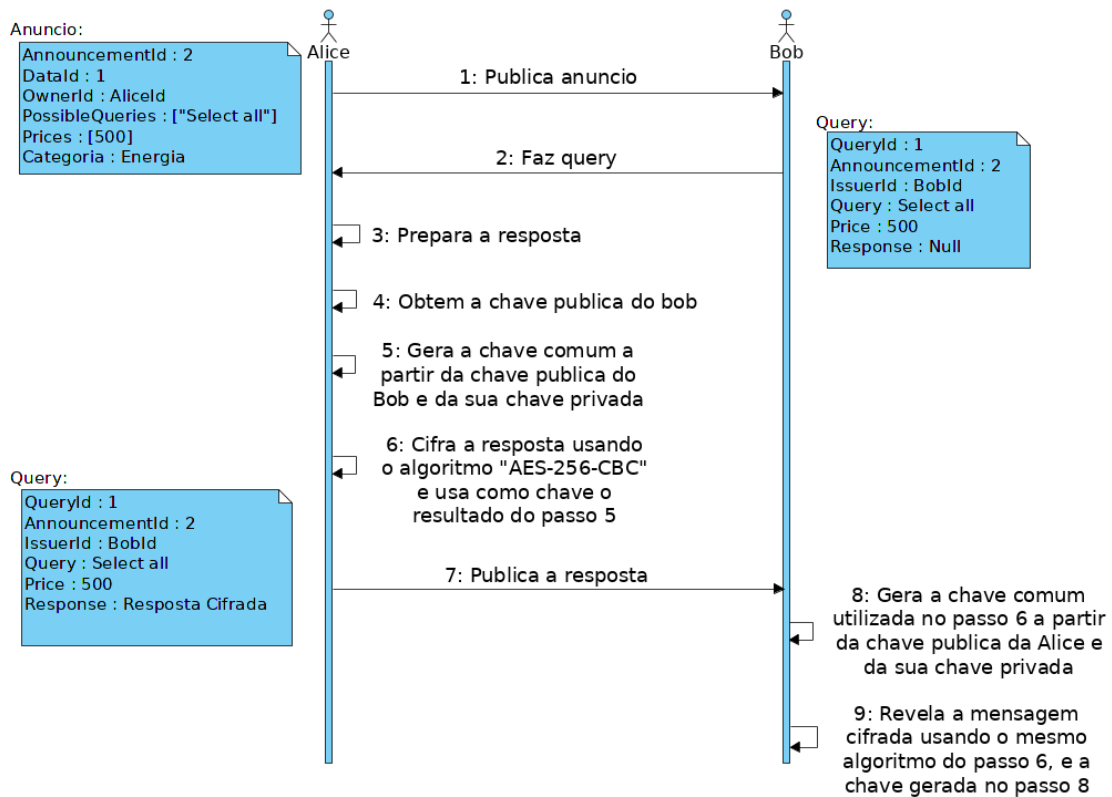 Anuncio:
AnnouncementId : 2
DataId : 1
OwnerId : AliceId
PossibleQueries : ["Select all"]
Prices : [500]
Categoria : Energia
Alice
Bob
1: Publica anuncio
Query:
QueryId : 1
AnnouncementId : 2
IssuerId : BobId
Query : Select all
Price : 500
Response : Null
2: Faz query
3: Prepara a resposta
4: Obtem a chave publica do bob
5: Gera a chave comum a
partir da chave publica do
Bob e da sua chave privada
6: Cifra a resposta usando
o algoritmo "AES-256-CBC"
e usa como chave o
resultado do passo 5
Query:
QueryId : 1
AnnouncementId : 2
IssuerId : BobId
Query : Select all
Price : 500
Response : Resposta Cifrada
7: Publica a resposta
8: Gera a chave comum
utilizada no passo 6 a partir
da chave publica da Alice e
da sua chave privada
9: Revela a mensagem
cifrada usando o mesmo
algoritmo do passo 6, e a
chave gerada no passo 8